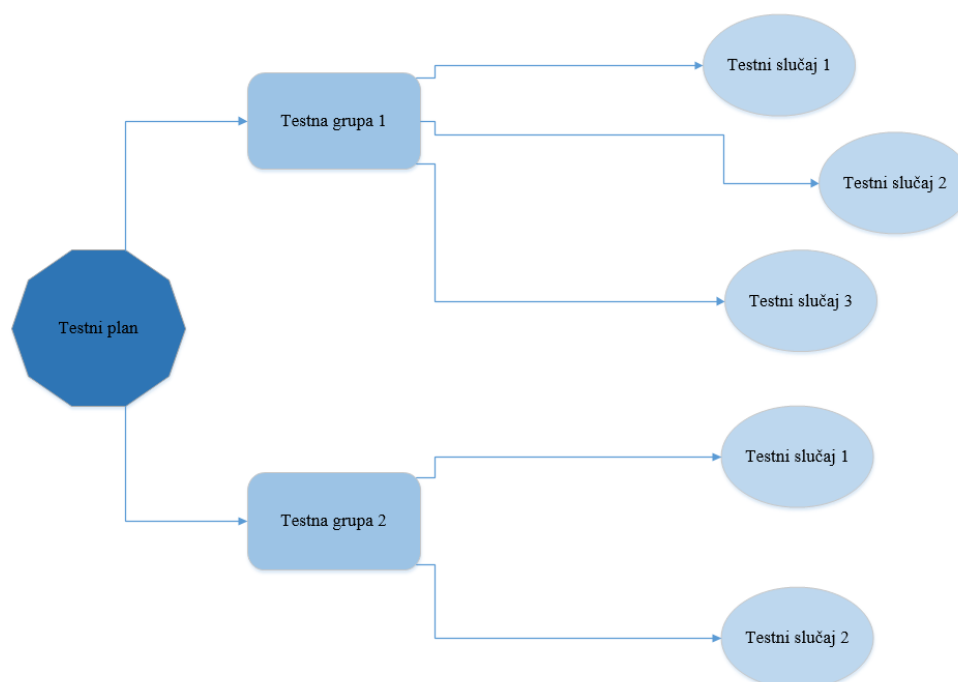 Testni plan
Testna grupa 1
Testni slučaj 1
Testni slučaj 2
Testni slučaj 3
Testna grupa 2
Testni slučaj 1
Testni slučaj 2